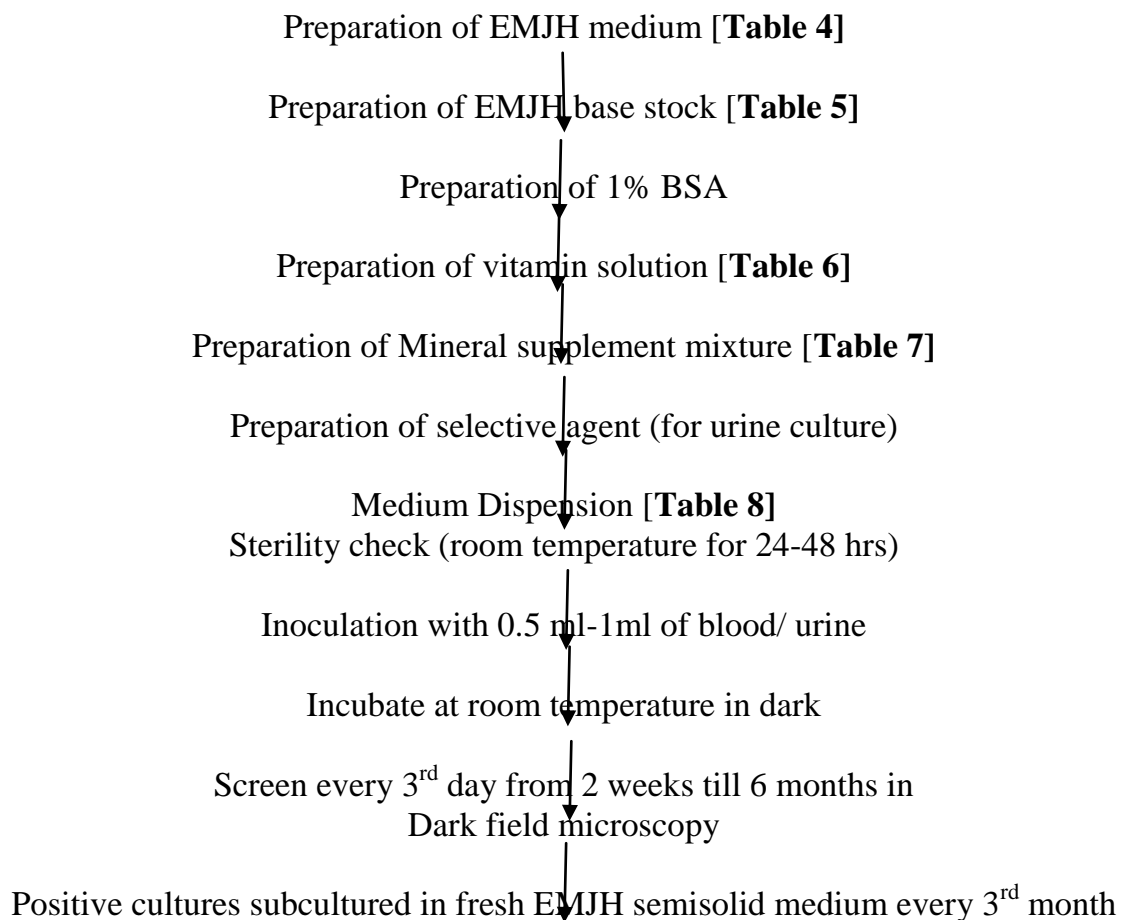 Preparation of EMJH medium [Table 4]
Preparation of EMJH base stock [Table 5]
Preparation of 1% BSA
Preparation of vitamin solution [Table 6]
Preparation of Mineral supplement mixture [Table 7]
Preparation of selective agent (for urine culture)
Medium Dispension [Table 8]
Sterility check (room temperature for 24-48 hrs)
Inoculation with 0.5 ml-1ml of blood/ urine
Incubate at room temperature in dark
Screen every 3rd day from 2 weeks till 6 months in
Dark field microscopy
Positive cultures subcultured in fresh EMJH semisolid medium every 3rd month